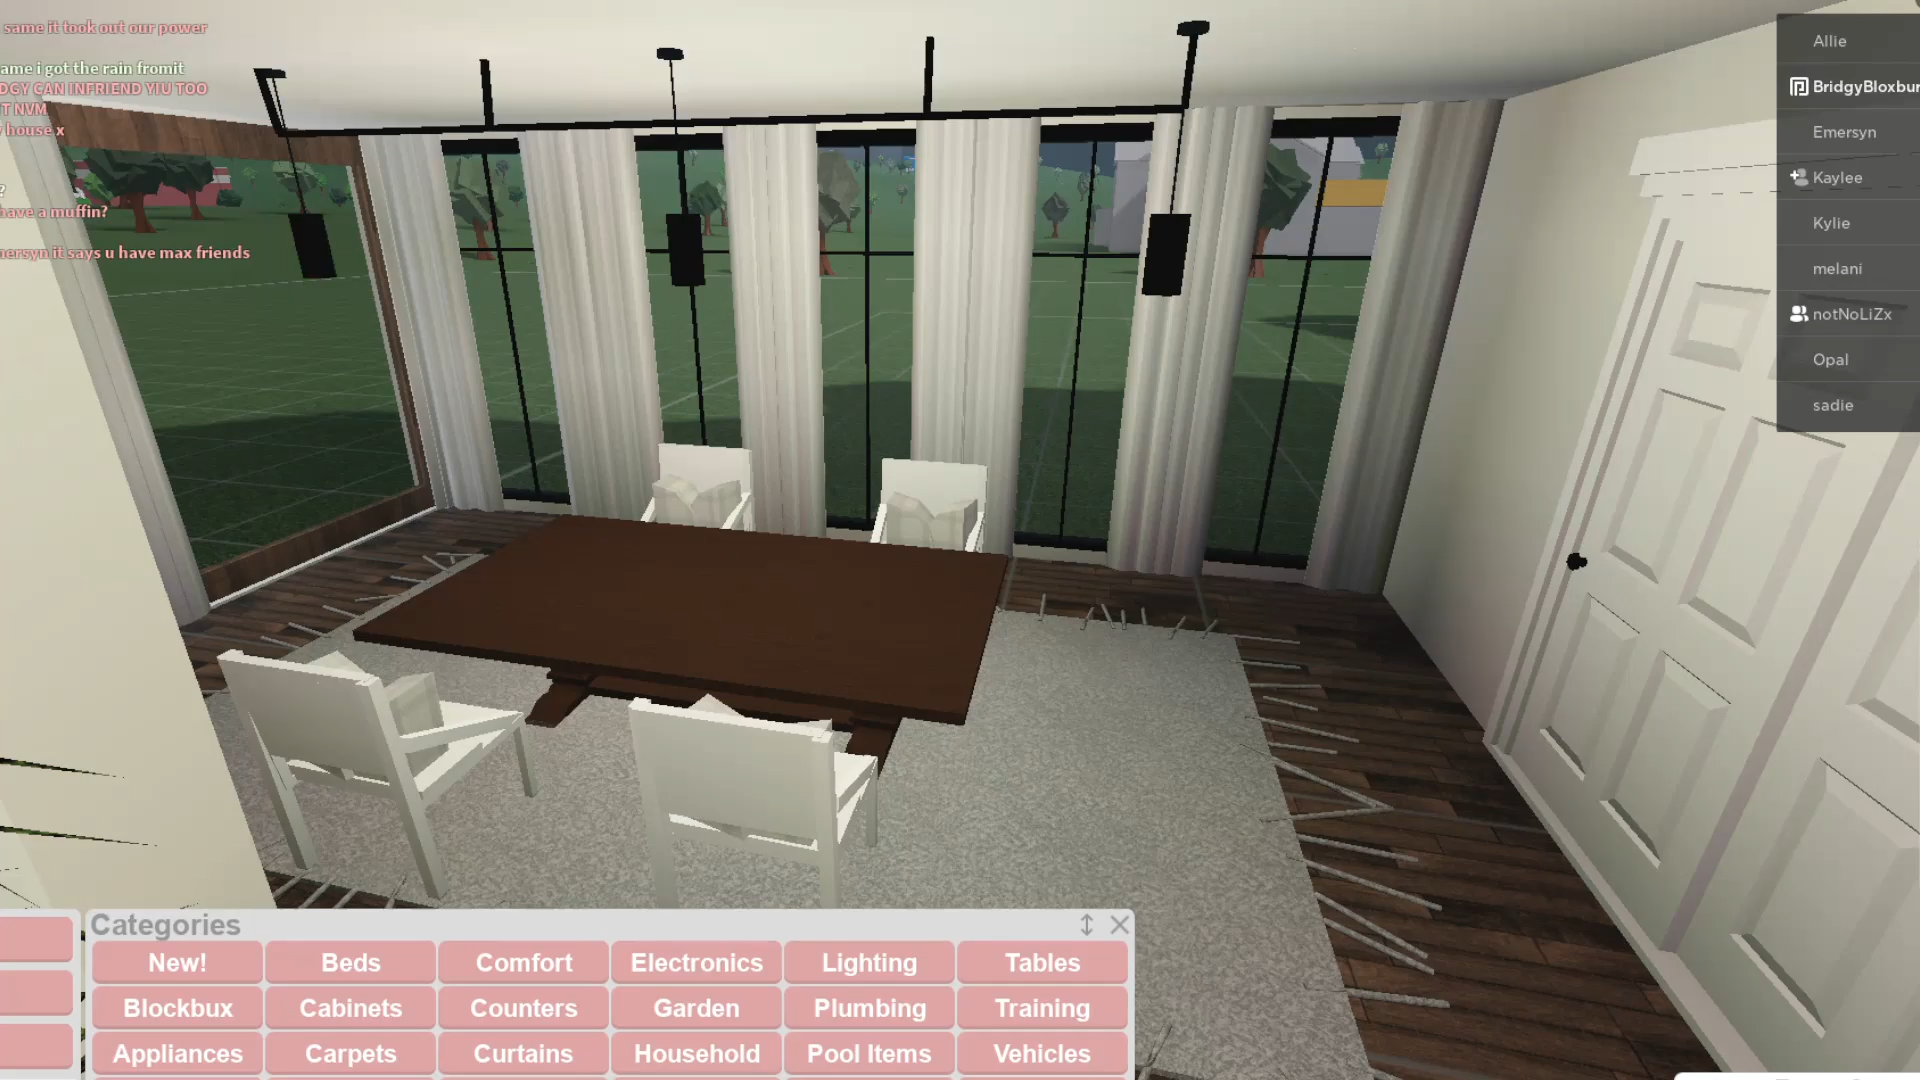 same it took out our power
ame i got the rain fromit
DGY CAN INFRIEND YIU TOO
T NVM
house x
?
have a muffin?
mersyn it says u have max friends
Allie
BridgyBloxbur
Emersyn
Kaylee
Kylie
melani
notNoLiZx
Opal
sadie
Categories
New! Beds Comfort Electronics Lighting Tables
Blockbux Cabinets Counters Garden Plumbing Training
Appliances Carpets Curtains Household Pool Items Vehicles